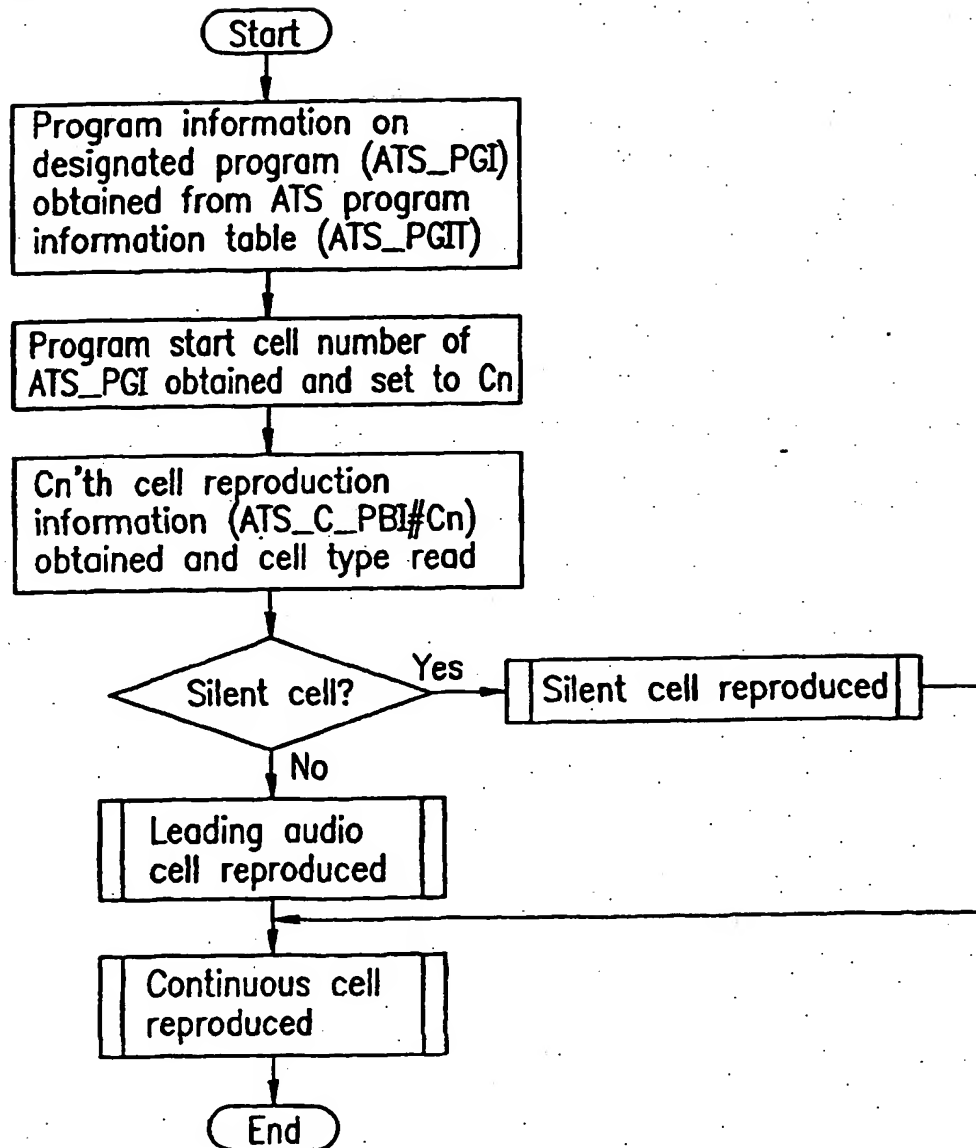 Start
Program information on
designated program (ATS_PGI)
obtained from ATS program
information table (ATS_PGIT)
Program start cell number of
ATS_PGI obtained and set to Cn
Cn'th cell reproduction
information (ATS_C_PBI#Cn)
obtained and cell type read
Silent cell?
Yes
Silent cell reproduced
No
Leading audio
cell reproduced
Continuous cell
reproduced
End